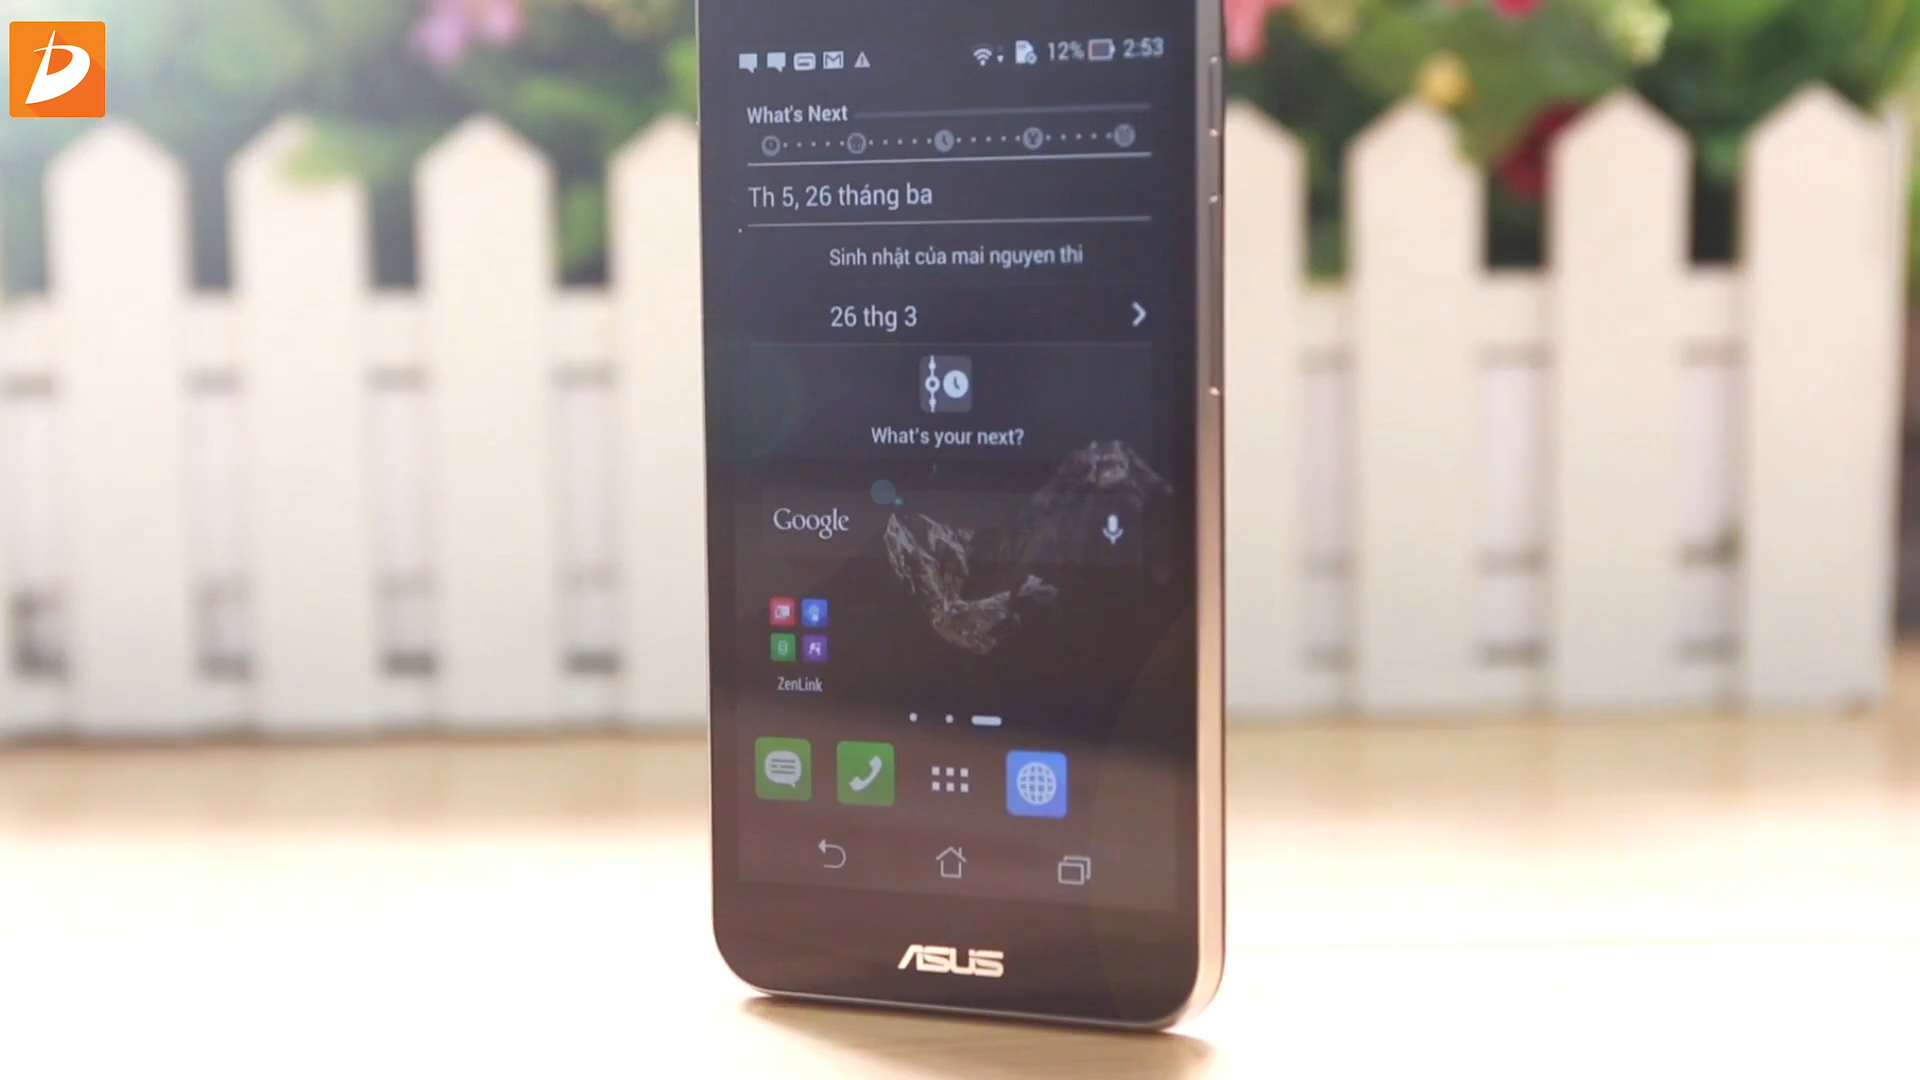 12% 2:53
What's Next
Th 5, 26 tháng ba
Sinh nhật của mai nguyen thi
26 thg 3
What's your next?
Google
ZenLink
ASUS